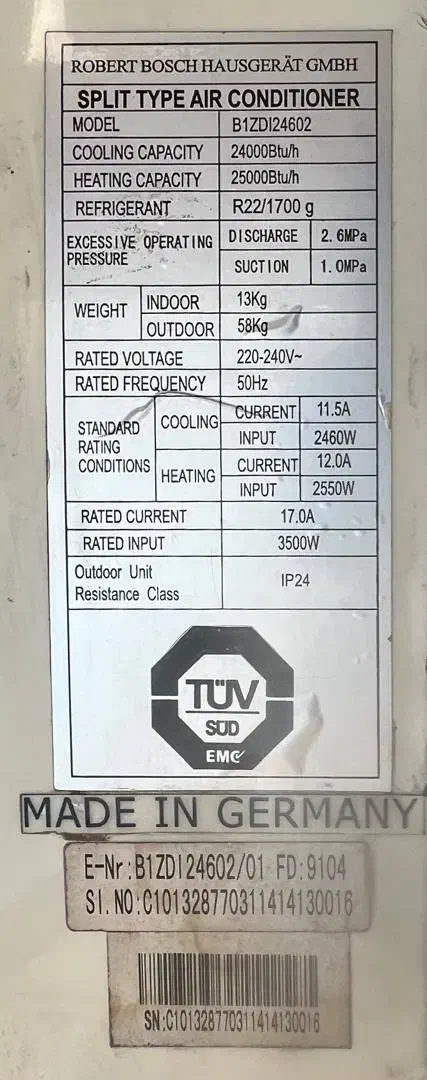 ROBERT BOSCH HAUSGERÄT GMBH
SPLIT TYPE AIR CONDITIONER
MODEL B1ZDI24602
COOLING CAPACITY 24000Btu/h
HEATING CAPACITY 25000Btu/h
REFRIGERANT R22/1700 g
EXCESSIVE OPERATING PRESSURE DISCHARGE 2.6MPa
SUCTION 1.0MPa
WEIGHT INDOOR 13Kg
OUTDOOR 58Kg
RATED VOLTAGE 220-240V~
RATED FREQUENCY 50Hz
STANDARD RATING CONDITIONS COOLING CURRENT 11.5A
INPUT 2460W
HEATING CURRENT 12.0A
INPUT 2550W
RATED CURRENT 17.0A
RATED INPUT 3500W
Outdoor Unit
Resistance Class IP24
TÜV
SÜD
EMC
MADE IN GERMANY
E-Nr:B1ZDI24602/01 FD:9104
SI.NO:C101328770311414130016
SN:C101328770311414130016